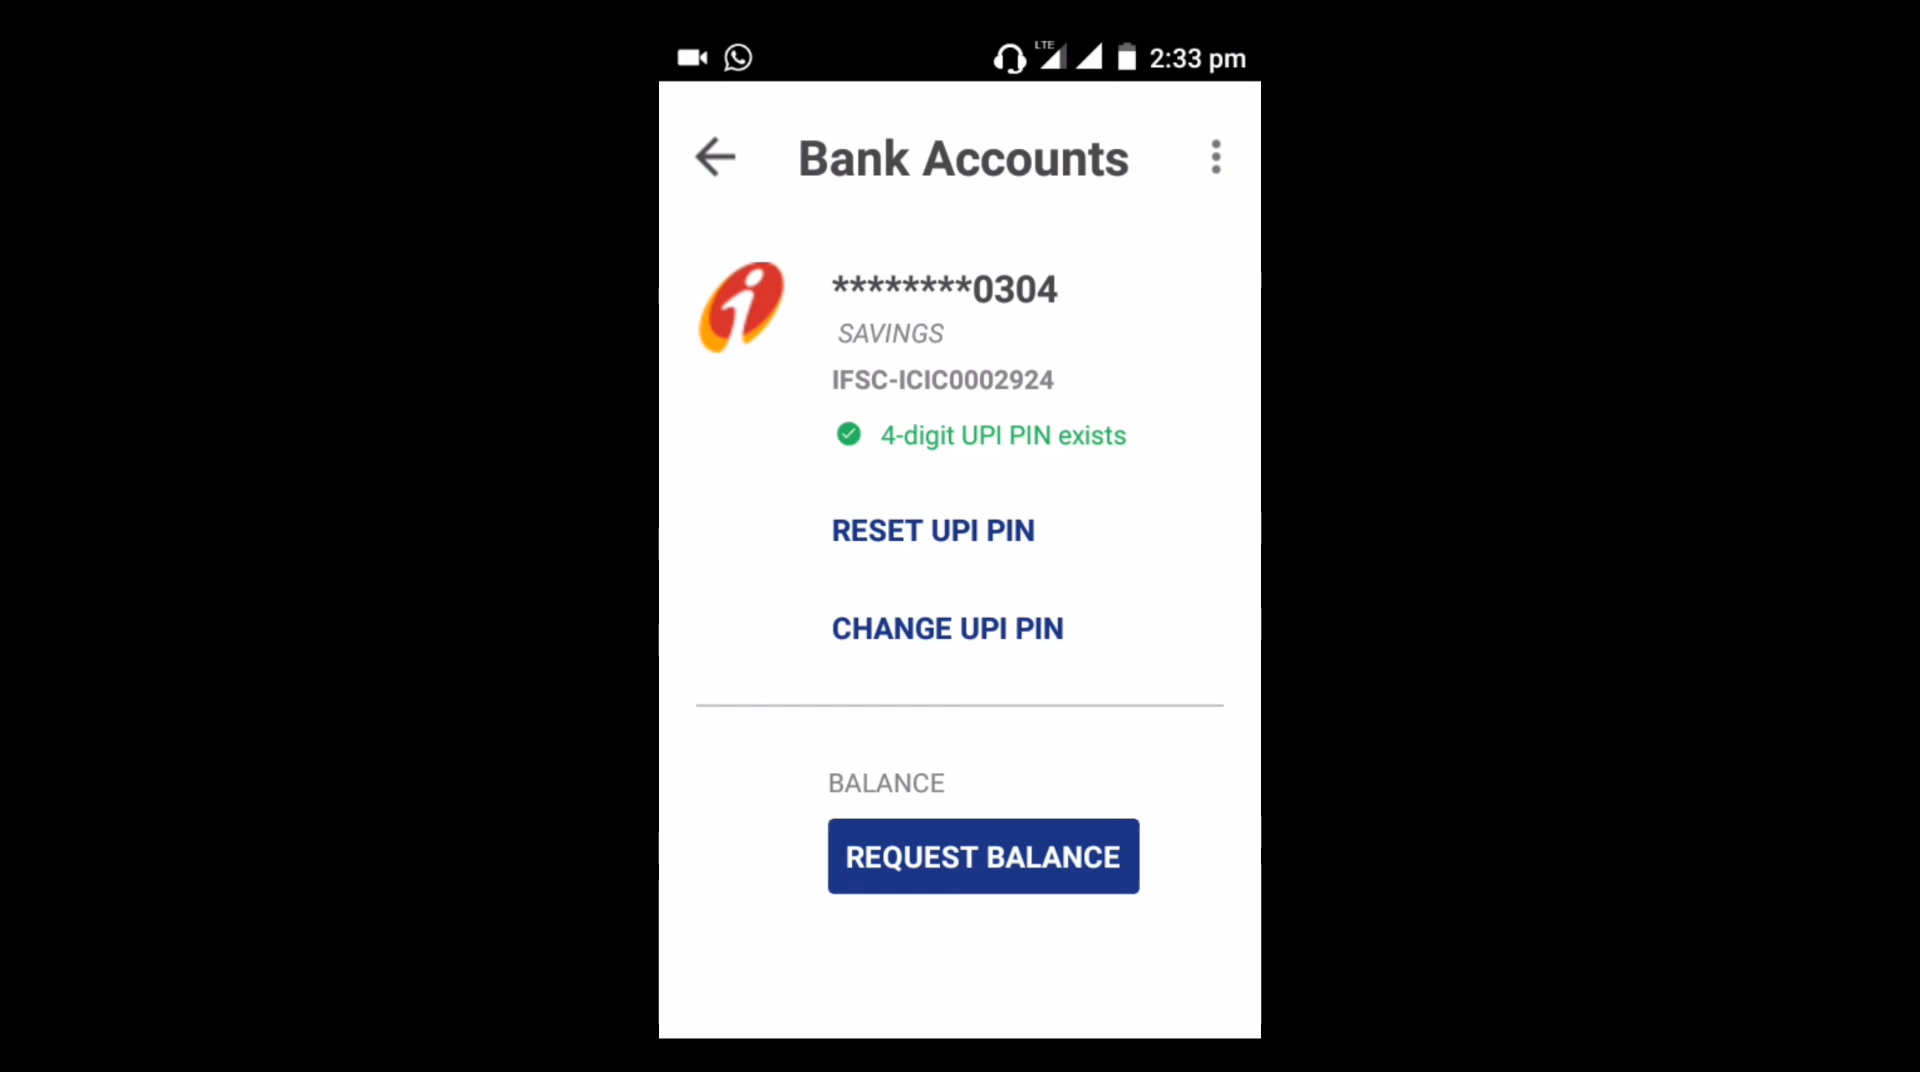 LTE 2:33 pm
Bank Accounts
********0304
SAVINGS
IFSC-ICIC0002924
4-digit UPI PIN exists
RESET UPI PIN
CHANGE UPI PIN
BALANCE
REQUEST BALANCE